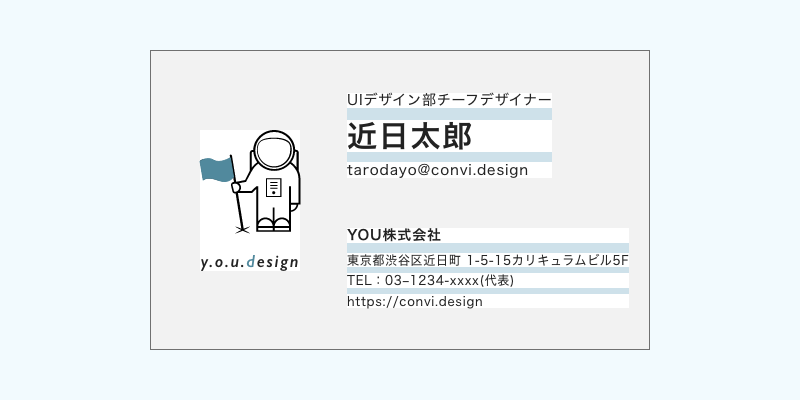 UIデザイン部チーフデザイナー
近日太郎
tarodayo@convi.design
y.o.u.design
YOU株式会社
東京都渋谷区近日町 1-5-15カリキュラムビル5F
TEL：03–1234-xxxx(代表)
https://convi.design